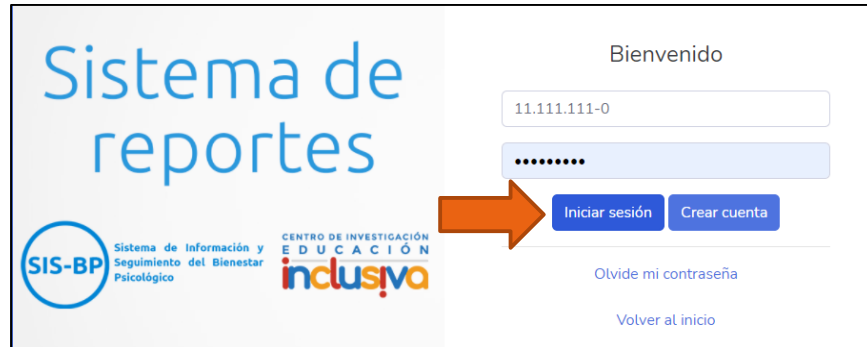 Sistema de
reportes
SIS-BP
Sistema de Información y
Seguimiento del Bienestar
Psicológico
CENTRO DE INVESTIGACIÓN
EDUCACIÓN
inclusiva
Bienvenido
11.111.111-0
•••••••••
Iniciar sesión
Crear cuenta
Olvide mi contraseña
Volver al inicio